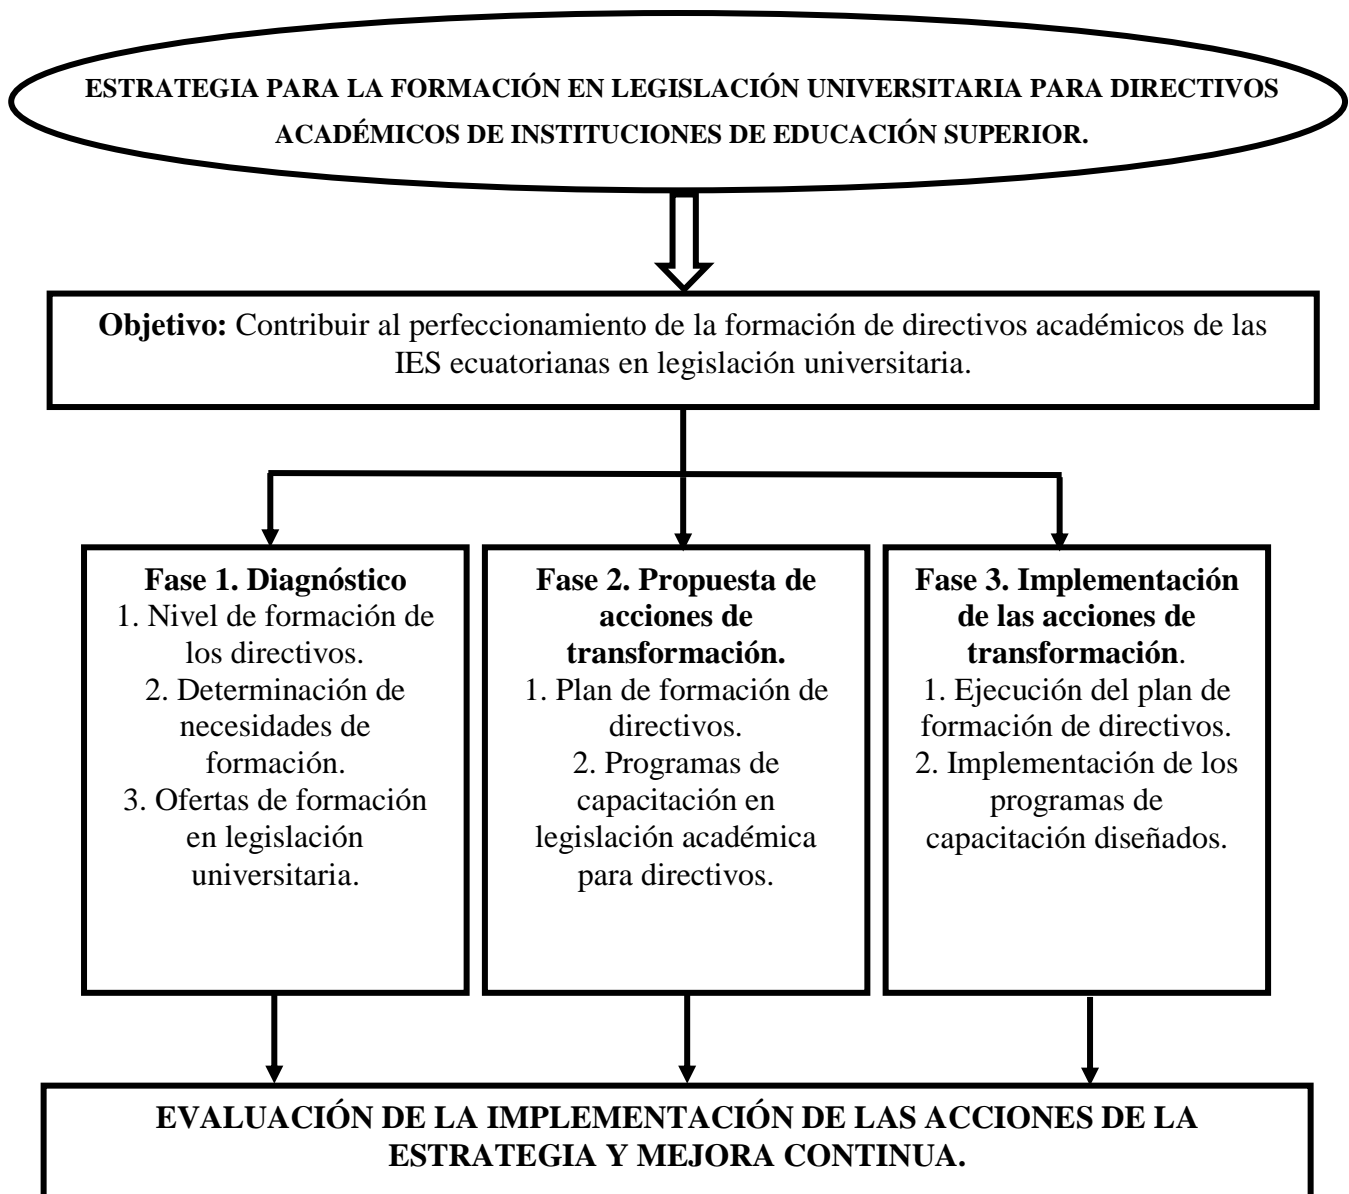 ESTRATEGIA PARA LA FORMACIÓN EN LEGISLACIÓN UNIVERSITARIA PARA DIRECTIVOS
ACADÉMICOS DE INSTITUCIONES DE EDUCACIÓN SUPERIOR.
Objetivo: Contribuir al perfeccionamiento de la formación de directivos académicos de las
IES ecuatorianas en legislación universitaria.
Fase 1. Diagnóstico
1. Nivel de formación de
los directivos.
2. Determinación de
necesidades de
formación.
3. Ofertas de formación
en legislación
universitaria.
Fase 2. Propuesta de
acciones de
transformación.
1. Plan de formación de
directivos.
2. Programas de
capacitación en
legislación académica
para directivos.
Fase 3. Implementación
de las acciones de
transformación.
1. Ejecución del plan de
formación de directivos.
2. Implementación de los
programas de
capacitación diseñados.
EVALUACIÓN DE LA IMPLEMENTACIÓN DE LAS ACCIONES DE LA
ESTRATEGIA Y MEJORA CONTINUA.